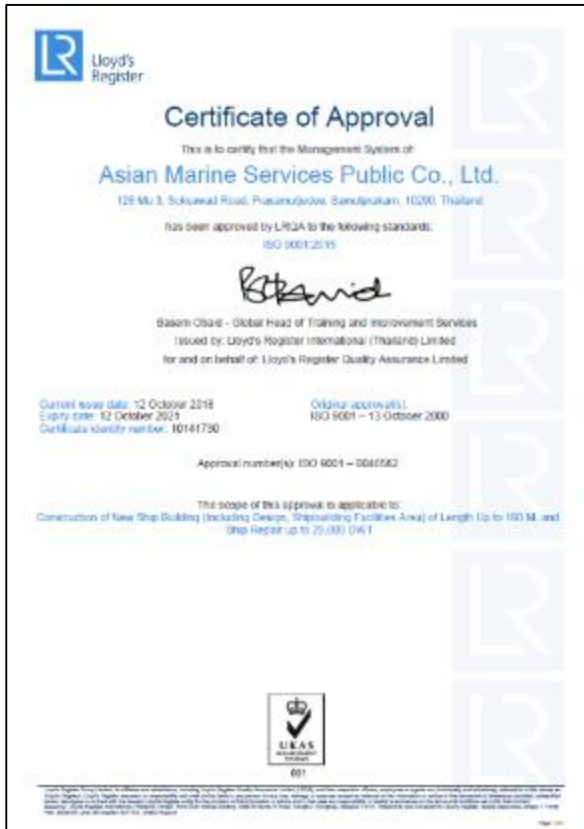 LR
Lloyd's
Register
Certificate of Approval
This is to certify that the Management System of:
Asian Marine Services Public Co., Ltd.
128 Mu 3, Suksawad Road, Prasamutjedee, Samutprakarn, 10290, Thailand
has been approved by LRQA to the following standards:
ISO 9001:2015
Basem Obaid - Global Head of Training and Improvement Services
Issued by: Lloyd's Register International (Thailand) Limited
for and on behalf of: Lloyd's Register Quality Assurance Limited
Current issue date: 12 October 2018
Expiry date: 12 October 2021
Certificate identity number: 10141730
Original approval(s):
ISO 9001 – 13 October 2000
Approval number(s): ISO 9001 –
The scope of this approval is applicable to:
Construction of New Ship Building (Including Design, Shipbuilding Facilities Area) of Length Up to M. and
Ship Repair up to 25,000 DWT
UKAS
MANAGEMENT
SYSTEMS
001